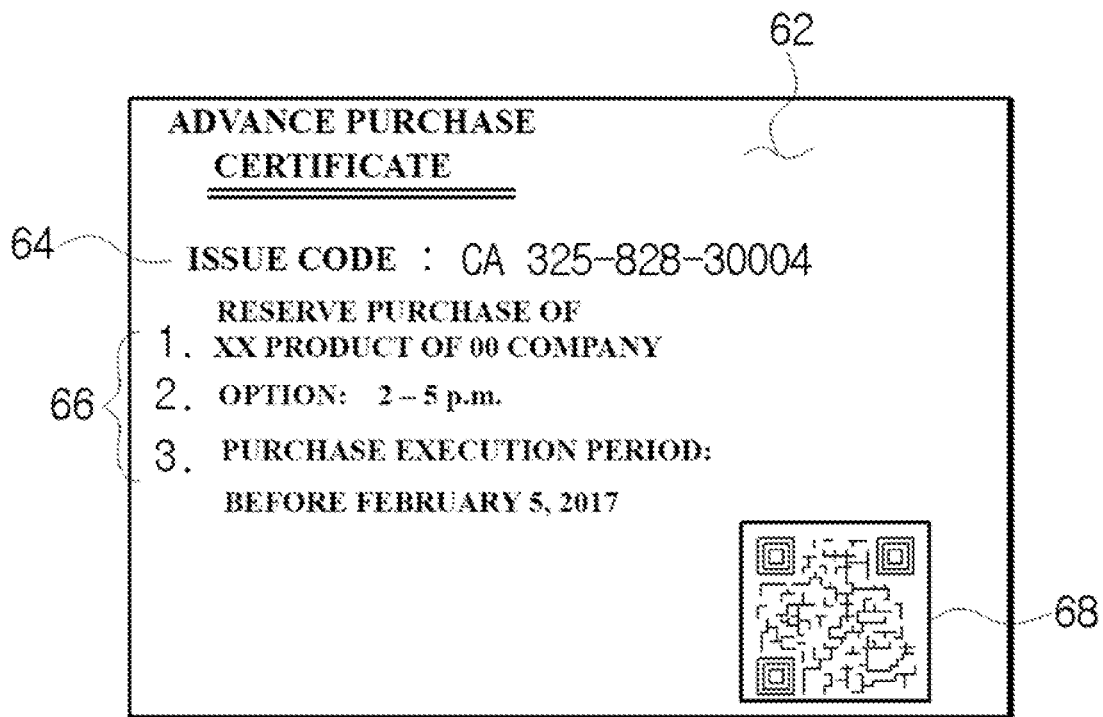 62
ADVANCE PURCHASE
CERTIFICATE
64
ISSUE CODE : CA 325-828-30004
RESERVE PURCHASE OF
1. XX PRODUCT OF 00 COMPANY
66
2. OPTION: 2 – 5 p.m.
3. PURCHASE EXECUTION PERIOD:
BEFORE FEBRUARY 5, 2017
68